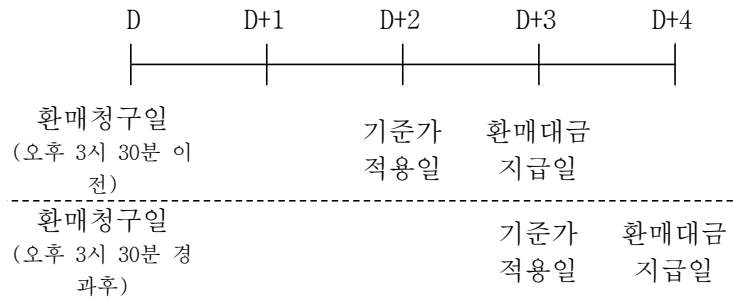 D D+1 D+2 D+3 D+4
환매청구일
(오후 3시 30분 이
전)
기준가
적용일
환매대금
지급일
환매청구일
(오후 3시 30분 경
과후)
기준가
적용일
환매대금
지급일